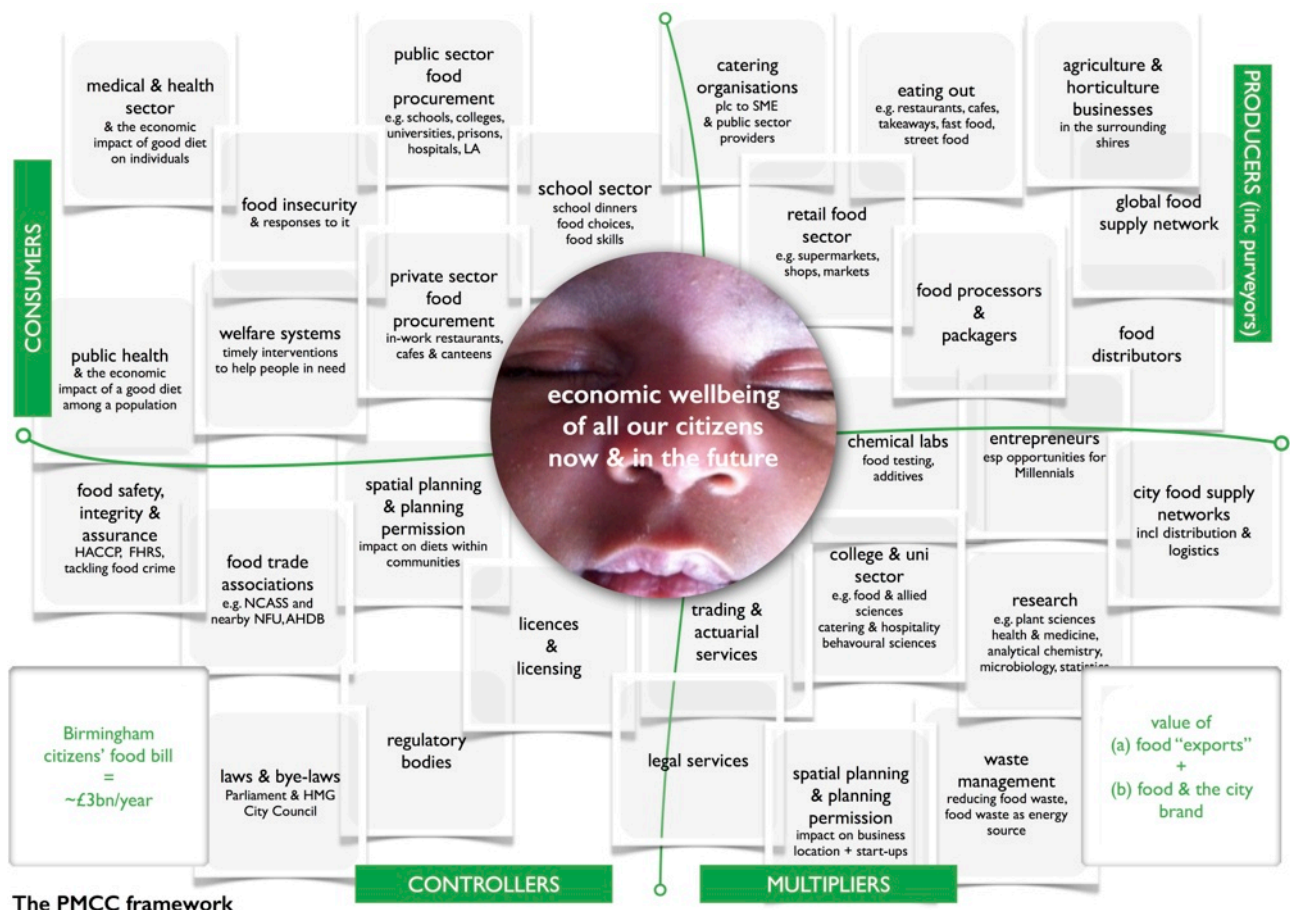 medical & health
sector
& the economic
impact of good diet
on individuals
public sector
food
procurement
e.g. schools, colleges,
universities, prisons,
hospitals, LA
food insecurity
& responses to it
school sector
school dinners
food choices,
food skills
CONSUMERS
public health
& the economic
impact of a good diet
among a population
welfare systems
timely interventions
to help people in need
private sector
food
procurement
in-work restaurants,
cafes & canteens
catering
organisations
plc to SME
& public sector
providers
eating out
e.g. restaurants, cafes,
takeaways, fast food,
street food
agriculture &
horticulture
businesses
in the surrounding
shires
PRODUCERS (inc purveyors)
retail food
sector
e.g. supermarkets,
shops, markets
global food
supply network
food processors
&
packagers
food
distributors
economic wellbeing
of all our citizens
now & in the future
food safety,
integrity &
assurance
HACCP, FHRS,
tackling food crime
food trade
associations
e.g. NCASS and
nearby NFU, AHDB
spatial planning
& planning
permission
impact on diets within
communities
licences
&
licensing
Birmingham
citizens' food bill
=
~£3bn/year
laws & bye-laws
Parliament & HMG
City Council
regulatory
bodies
CONTROLLERS
chemical labs
food testing,
additives
entrepreneurs
esp opportunities for
Millennials
city food supply
networks
incl distribution &
logistics
trading &
actuarial
services
college & uni
sector
e.g. food & allied
sciences
catering & hospitality
behavoural sciences
research
e.g. plant sciences
health & medicine,
analytical chemistry,
microbiology, statistics
legal services
spatial planning
& planning
permission
impact on business
location + start-ups
waste
management
reducing food waste,
food waste as energy
source
value of
(a) food "exports"
+
(b) food & the city
brand
MULTIPLIERS
The PMCC framework